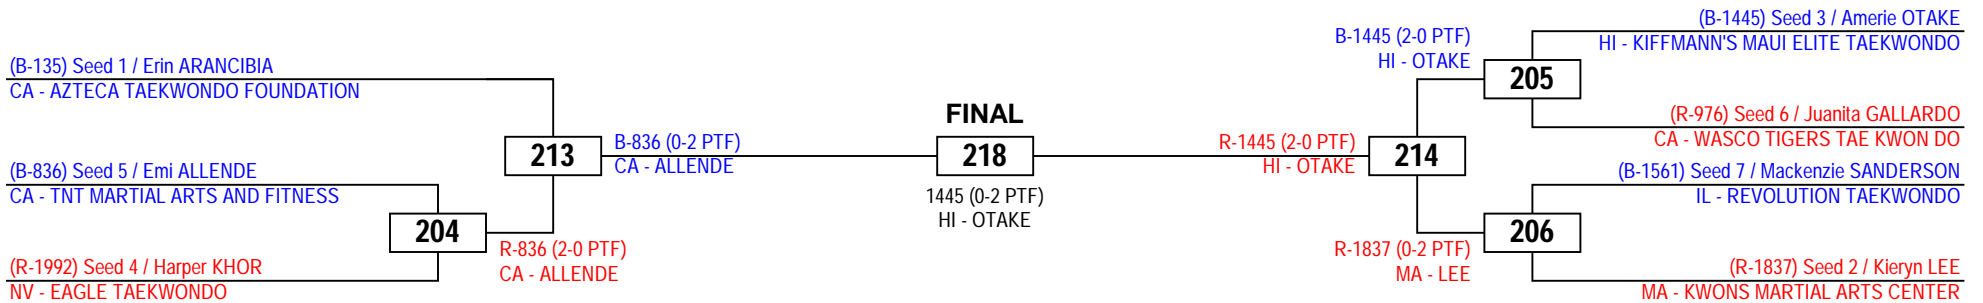 (B-135) Seed 1 / Erin ARANCIBIA
CA - AZTECA TAEKWONDO FOUNDATION
(B-836) Seed 5 / Emi ALLENDE
CA - TNT MARTIAL ARTS AND FITNESS
(R-1992) Seed 4 / Harper KHOR
NV - EAGLE TAEKWONDO
204
R-836 (2-0 PTF)
CA - ALLENDE
213
B-836 (0-2 PTF)
CA - ALLENDE
FINAL
218
1445 (0-2 PTF)
HI - OTAKE
R-1445 (2-0 PTF)
HI - OTAKE
214
B-1445 (2-0 PTF)
HI - OTAKE
R-1837 (0-2 PTF)
MA - LEE
205
206
(B-1445) Seed 3 / Amerie OTAKE
HI - KIFFMANN'S MAUI ELITE TAEKWONDO
(R-976) Seed 6 / Juanita GALLARDO
CA - WASCO TIGERS TAE KWON DO
(B-1561) Seed 7 / Mackenzie SANDERSON
IL - REVOLUTION TAEKWONDO
(R-1837) Seed 2 / Kieryn LEE
MA - KWONS MARTIAL ARTS CENTER